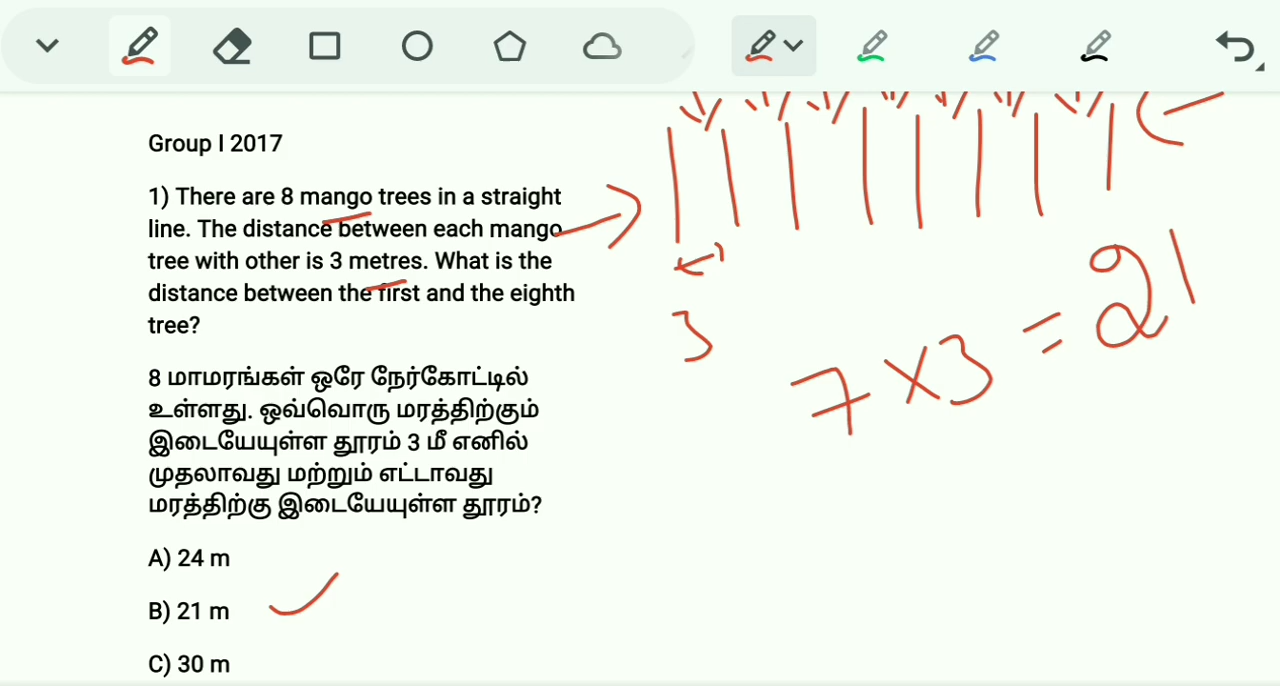 Group I 2017
1) There are 8 mango trees in a straight
line. The distance between each mango
tree with other is 3 metres. What is the
distance between the first and the eighth
tree?
3
7 × 3 = 21
8 மாமரங்கள் ஒரே நேர்கோட்டில்
உள்ளது. ஒவ்வொரு மரத்திற்கும்
இடையேயுள்ள தூரம் 3 மீ எனில்
முதலாவது மற்றும் எட்டாவது
மரத்திற்கு இடையேயுள்ள தூரம்?
A) 24 m
B) 21 m
C) 30 m